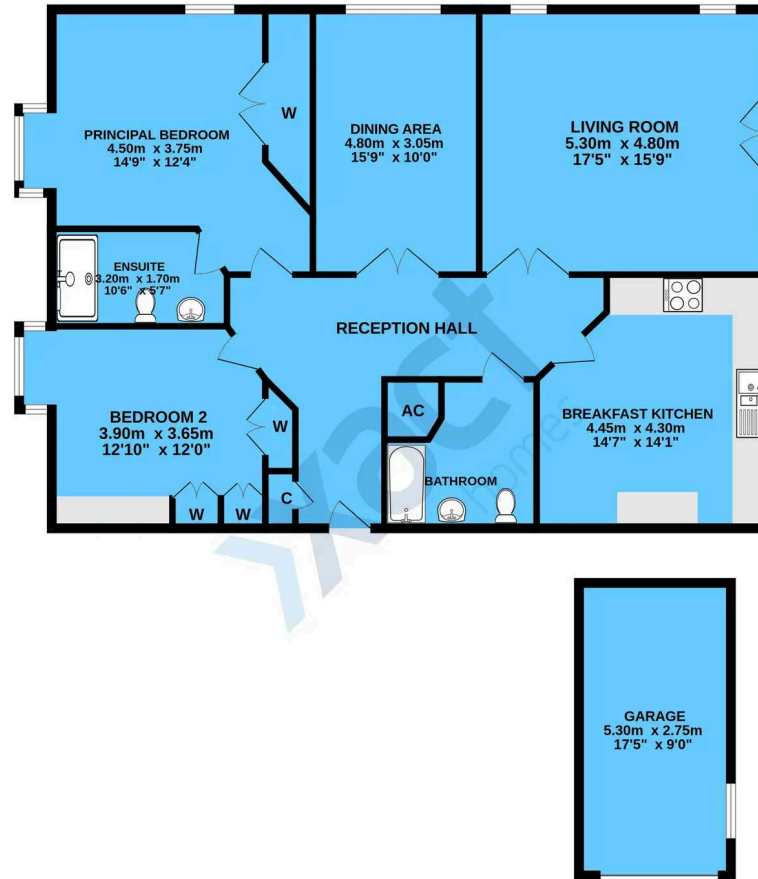 PRINCIPAL BEDROOM
4.50m x 3.75m
14'9" x 12'4"
W
DINING AREA
4.80m x 3.05m
15'9" x 10'0"
LIVING ROOM
5.30m x 4.80m
17'5" x 15'9"
ENSUITE
3.20m x 1.70m
10'6" x 5'7"
RECEPTION HALL
BEDROOM 2
3.90m x 3.65m
12'10" x 12'0"
W
W
W
C
AC
BATHROOM
BREAKFAST KITCHEN
4.45m x 4.30m
14'7" x 14'1"
xact
homes
GARAGE
5.30m x 2.75m
17'5" x 9'0"